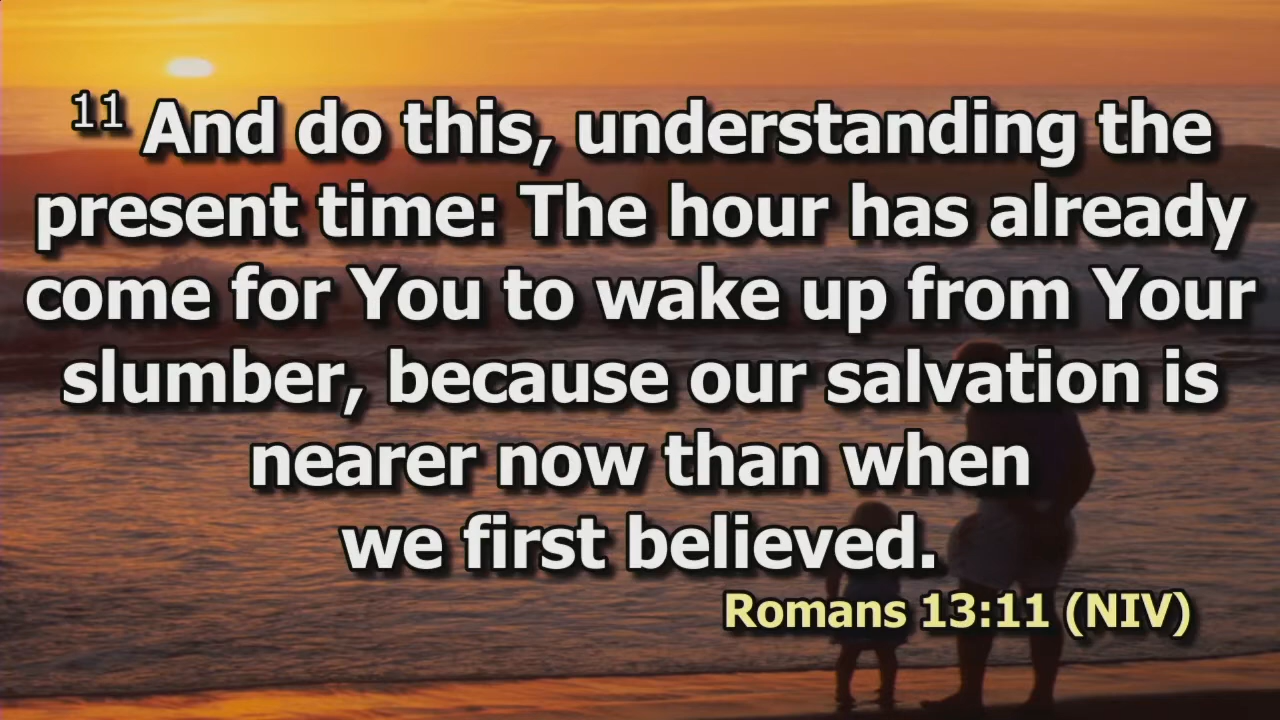 11 And do this, understanding the
present time: The hour has already
come for You to wake up from Your
slumber, because our salvation is
nearer now than when
we first believed.
Romans 13:11 (NIV)